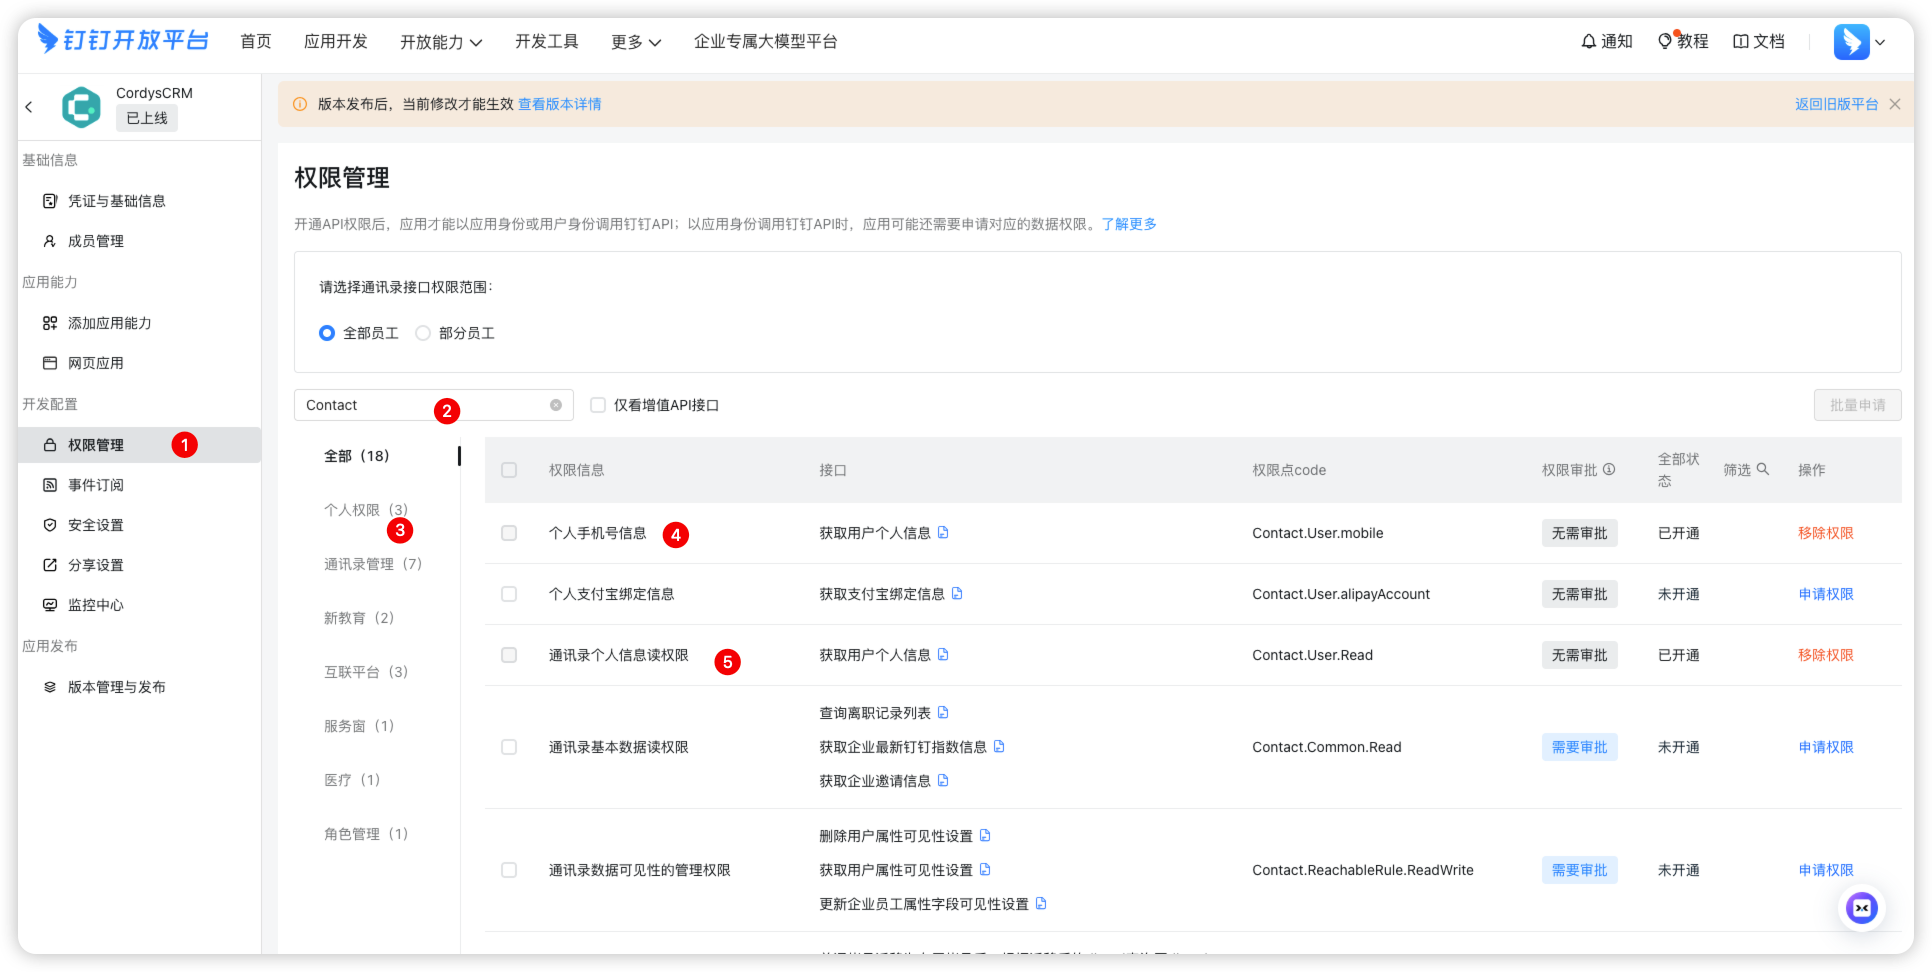 钉钉开放平台 首页 应用开发 开放能力 开发工具 更多 企业专属大模型平台 通知 教程 文档
CordysCRM
已上线
版本发布后，当前修改才能生效 查看版本详情 返回旧版平台
基础信息
凭证与基础信息
成员管理
应用能力
添加应用能力
网页应用
开发配置
权限管理 1
事件订阅
安全设置
分享设置
监控中心
应用发布
版本管理与发布
权限管理
开通API权限后，应用才能以应用身份或用户身份调用钉钉API；以应用身份调用钉钉API时，应用可能还需要申请对应的数据权限。了解更多
请选择通讯录接口权限范围：
全部员工 部分员工
Contact 2 仅看增值API接口 批量申请
全部（18）
个人权限（3）
3
通讯录管理（7）
新教育（2）
互联平台（3）
服务窗（1）
医疗（1）
角色管理（1）
权限信息 接口 权限点code 权限审批 全部状态 筛选 操作
个人手机号信息 4 获取用户个人信息 Contact.User.mobile 无需审批 已开通 移除权限
个人支付宝绑定信息 获取支付宝绑定信息 Contact.User.alipayAccount 无需审批 未开通 申请权限
通讯录个人信息读权限 5 获取用户个人信息 Contact.User.Read 无需审批 已开通 移除权限
查询离职记录列表
通讯录基本数据读权限 获取企业最新钉钉指数信息 Contact.Common.Read 需要审批 未开通 申请权限
获取企业邀请信息
删除用户属性可见性设置
通讯录数据可见性的管理权限 获取用户属性可见性设置 Contact.ReachableRule.ReadWrite 需要审批 未开通 申请权限
更新企业员工属性字段可见性设置